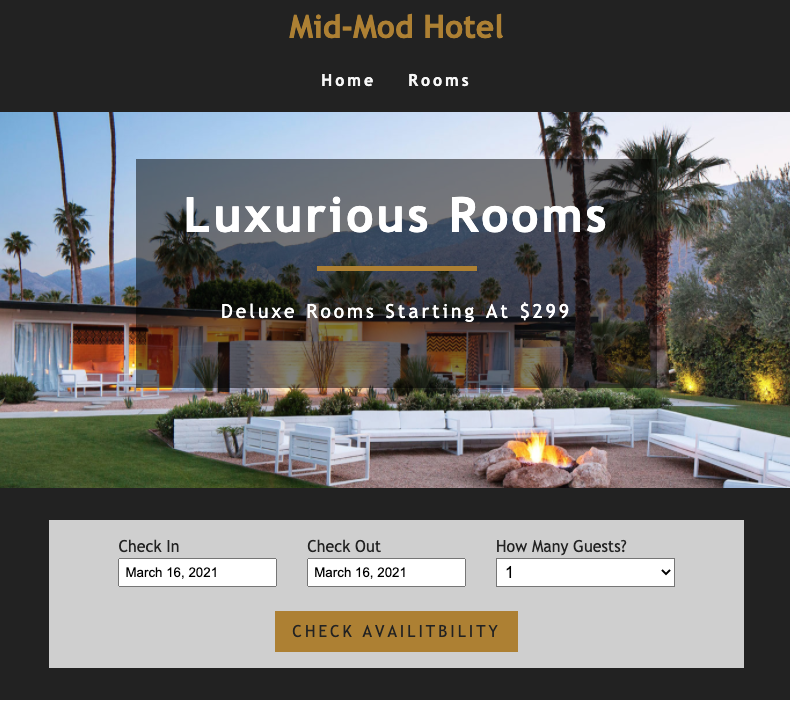 Mid-Mod Hotel
Home Rooms
Luxurious Rooms
Deluxe Rooms Starting At $299
Check In Check Out How Many Guests?
March 16, 2021 March 16, 2021 1
CHECK AVAILITBILITY